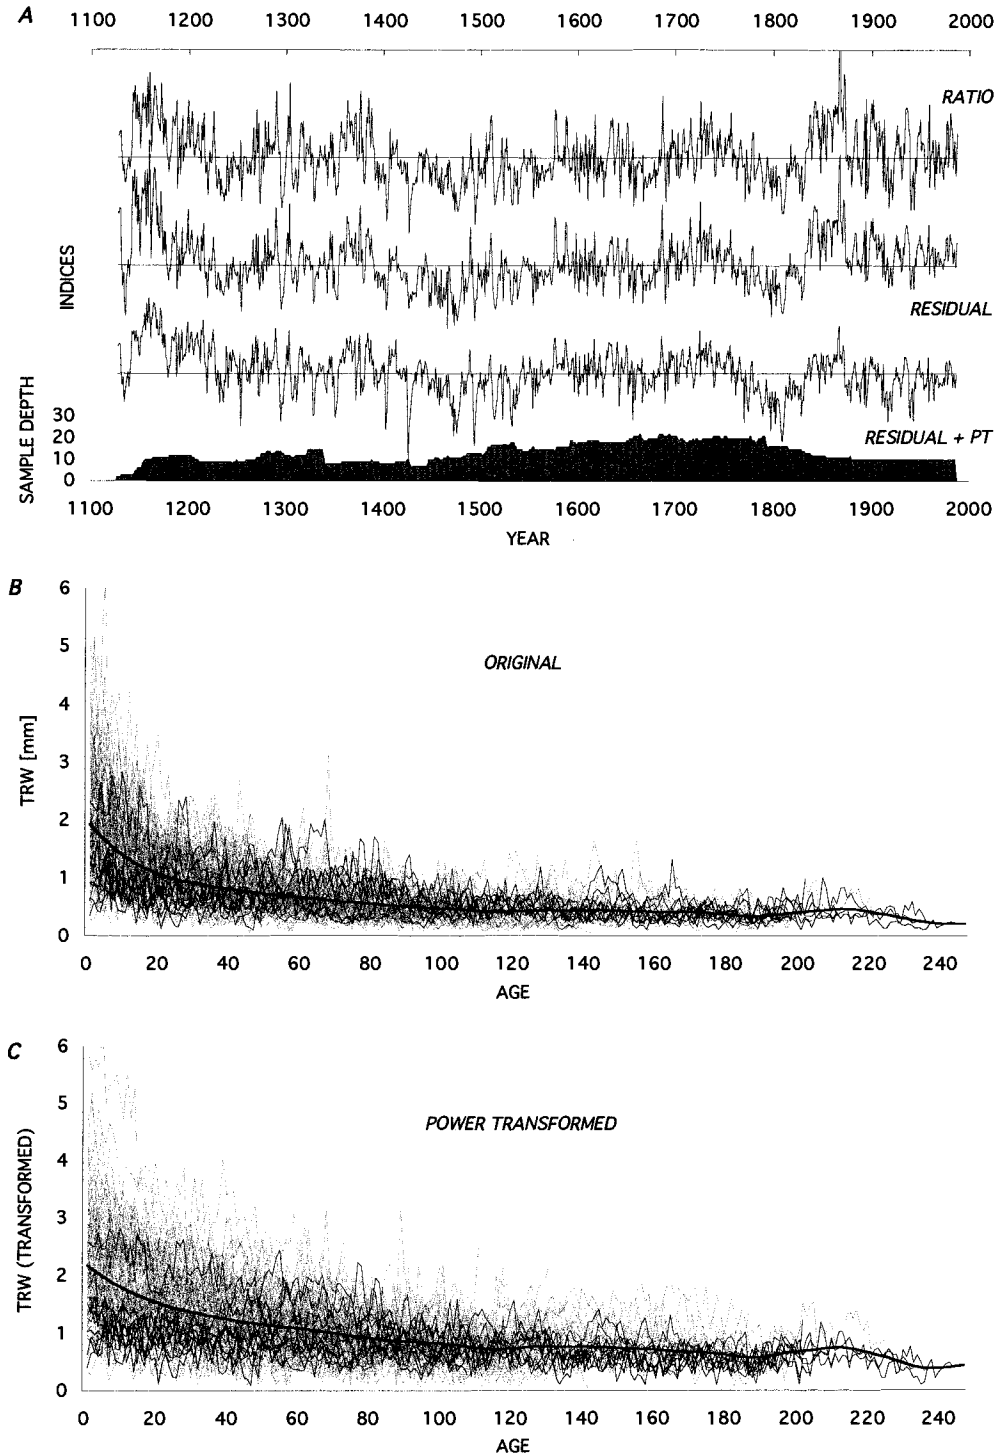 A
1100 1200 1300 1400 1500 1600 1700 1800 1900 2000
RATIO
INDICES
RESIDUAL
SAMPLE DEPTH
30
20
10
0
RESIDUAL + PT
1100 1200 1300 1400 1500 1600 1700 1800 1900 2000
YEAR
B
6
5
4
3
2
1
0
ORIGINAL
TRW [mm]
0 20 40 60 80 100 120 140 160 180 200 220 240
AGE
C
6
5
4
3
2
1
0
POWER TRANSFORMED
TRW (TRANSFORMED)
0 20 40 60 80 100 120 140 160 180 200 220 240
AGE